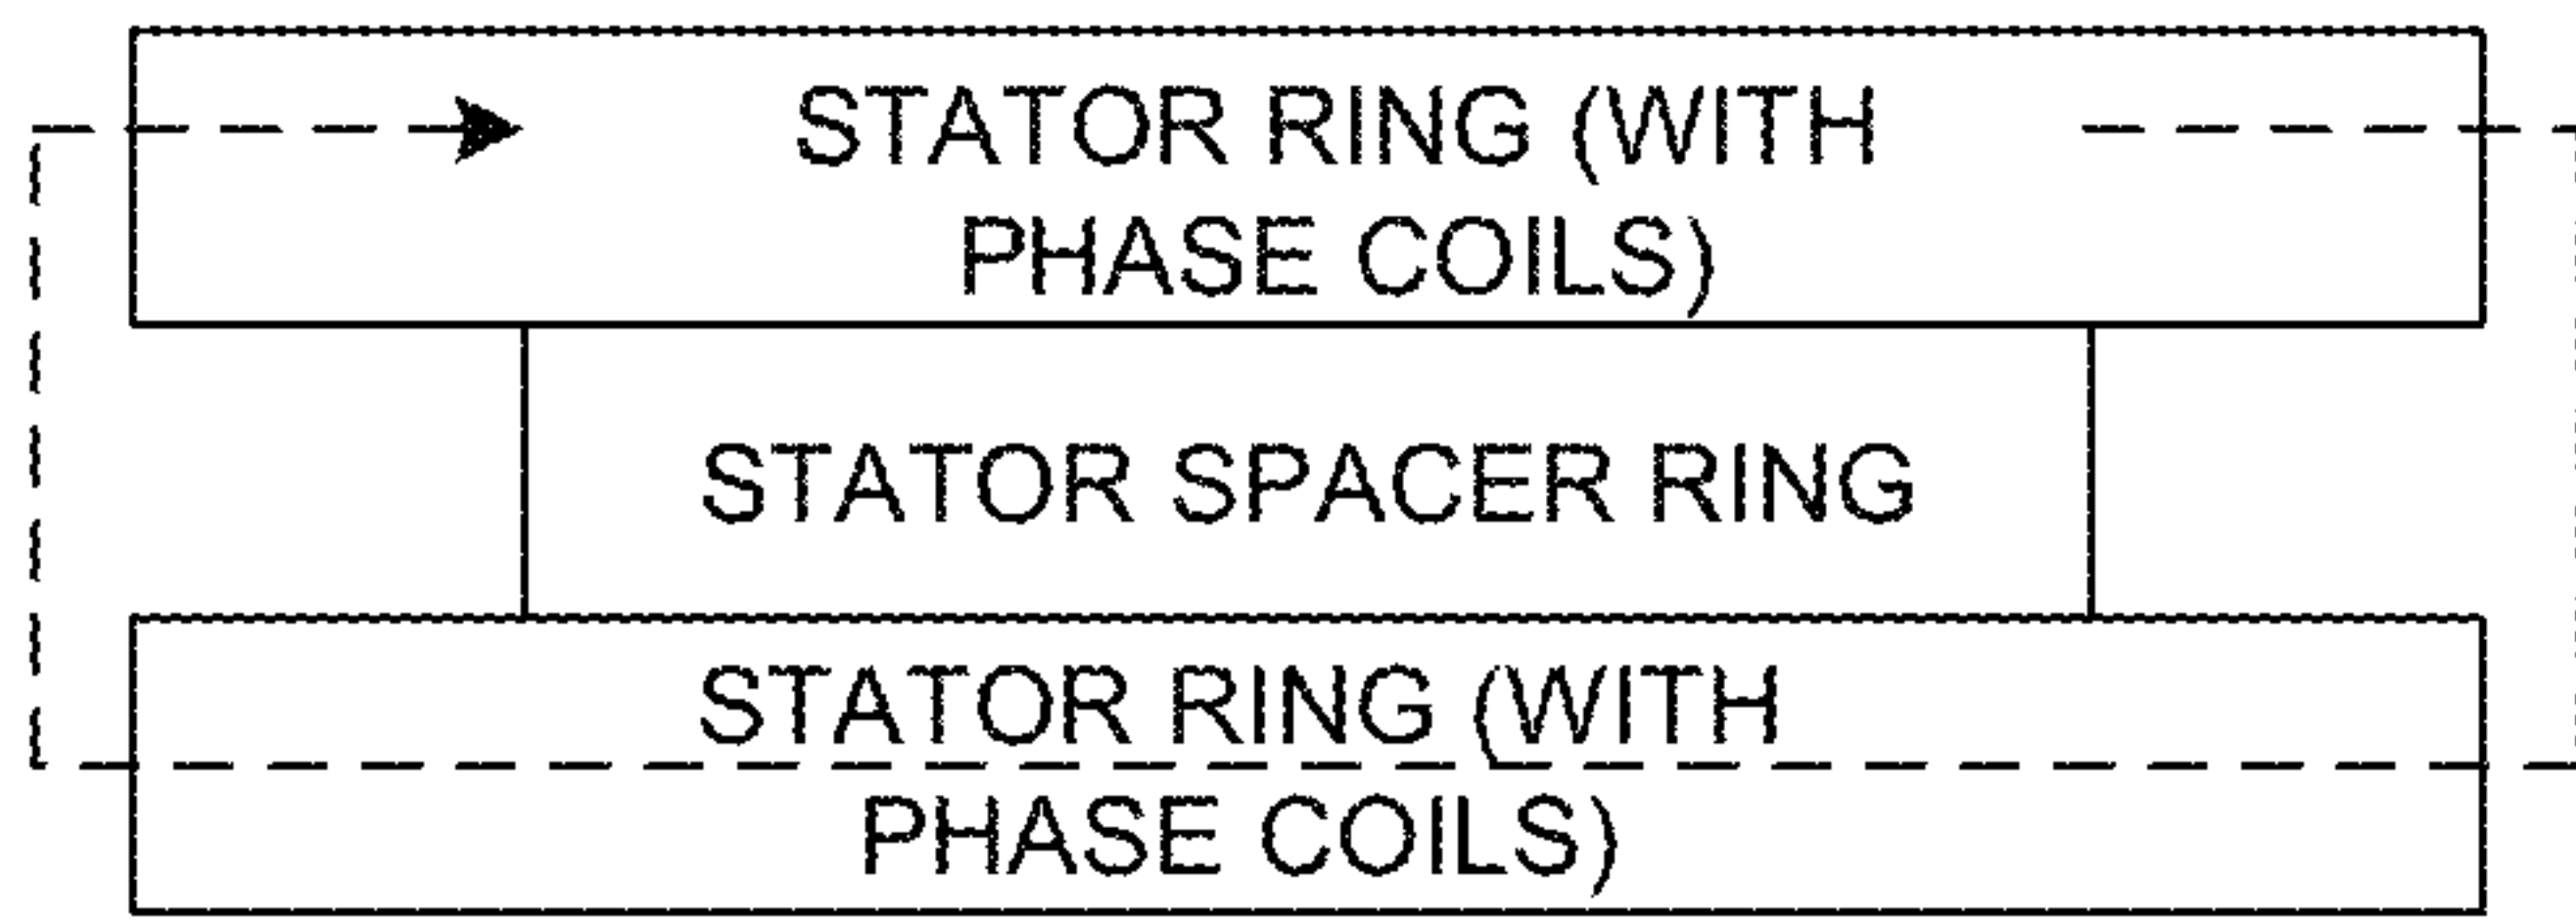 STATOR RING (WITH
PHASE COILS)
STATOR SPACER RING
STATOR RING (WITH
PHASE COILS)